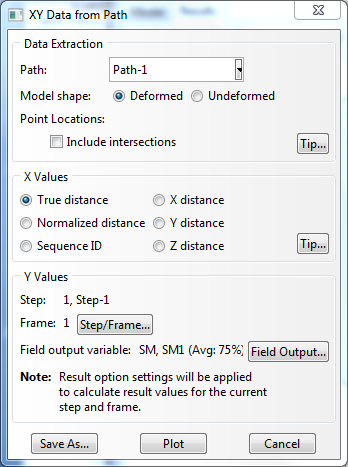 XY Data from Path
Data Extraction
Path: Path-1
Model shape: Deformed Undeformed
Point Locations:
Include intersections Tip...
X Values
True distance X distance
Normalized distance Y distance
Sequence ID Z distance Tip...
Y Values
Step: 1, Step-1
Frame: 1 Step/Frame...
Field output variable: SM, SM1 (Avg: 75%) Field Output...
Note: Result option settings will be applied
to calculate result values for the current
step and frame.
Save As... Plot Cancel